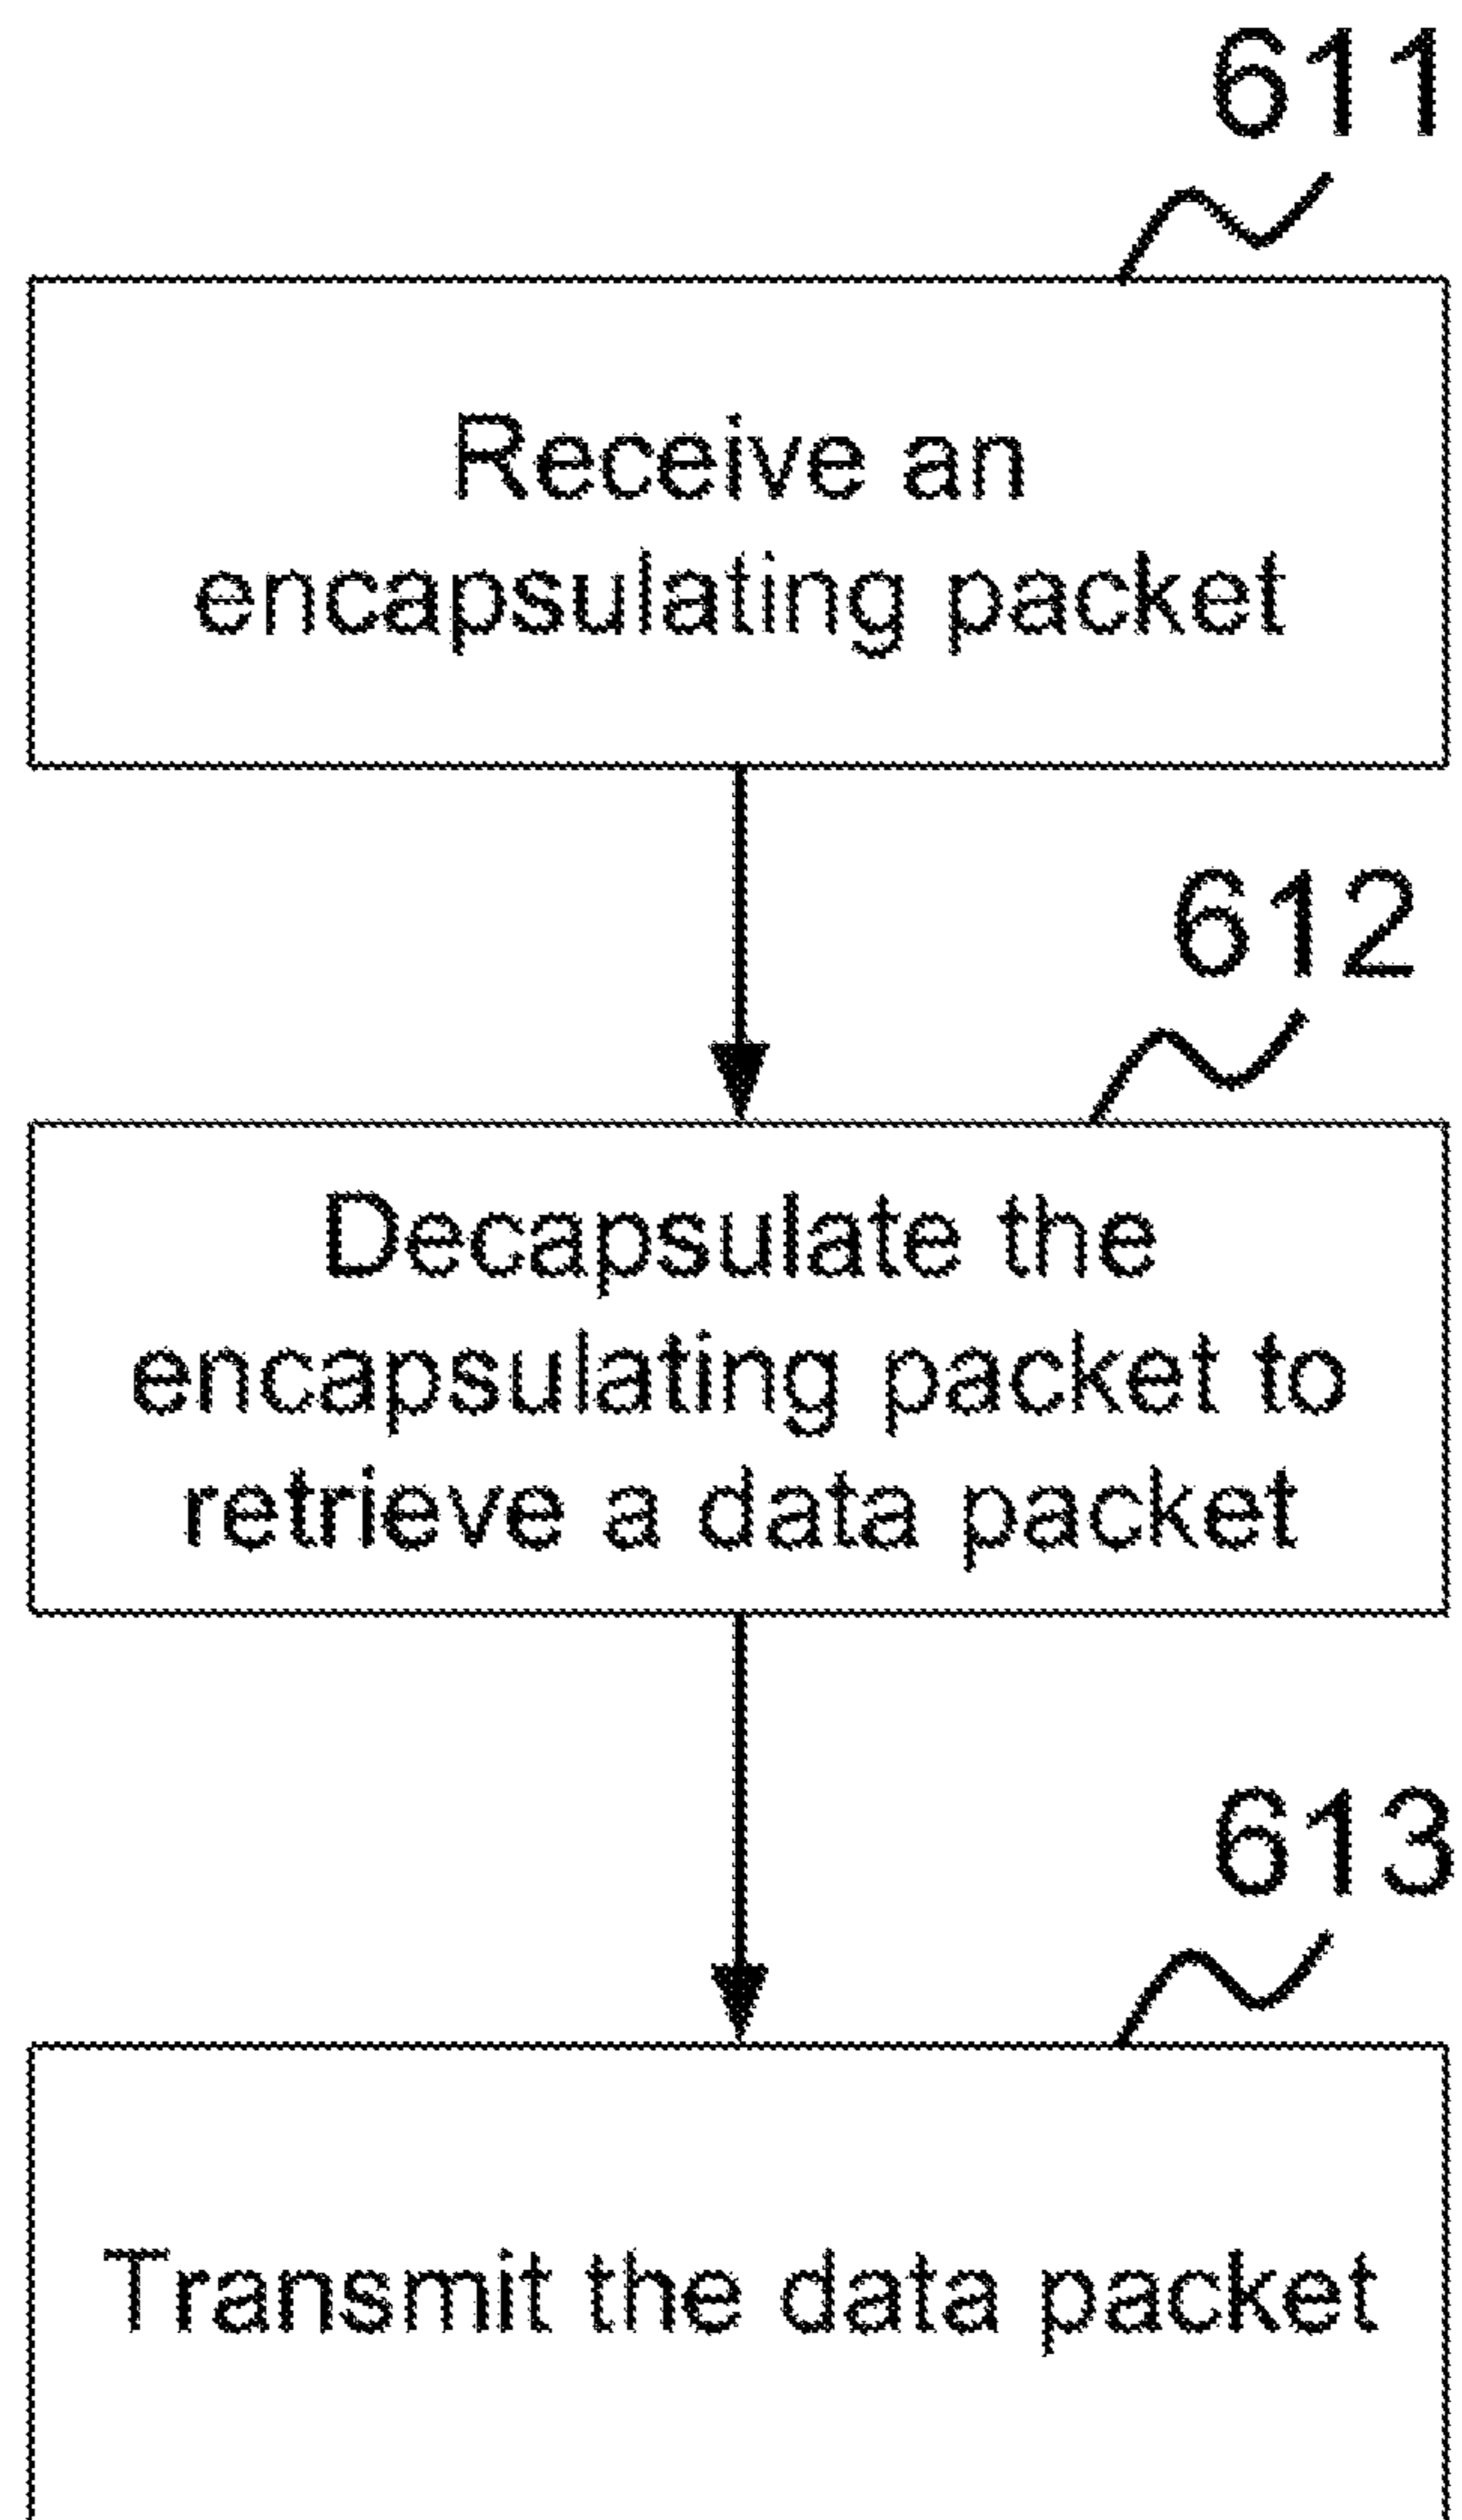 611
Receive an
encapsulating packet
612
Decapsulate the
encapsulating packet to
retrieve a data packet
613
Transmit the data packet